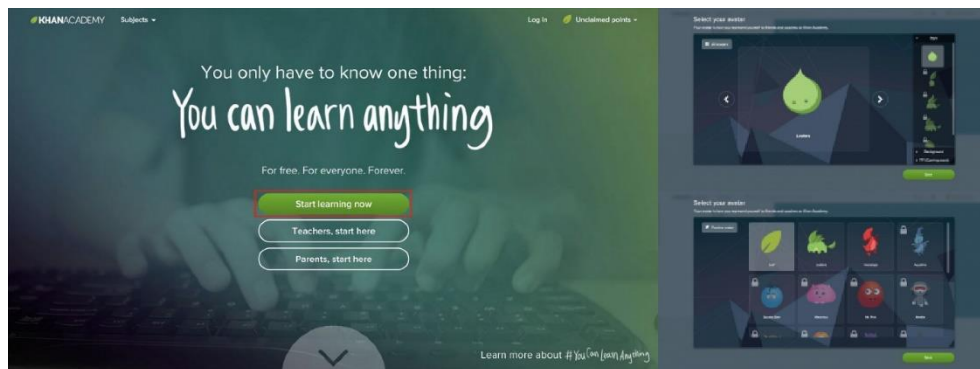 KHANACADEMY
Subjects
Log In
Unclaimed points
You only have to know one thing:
You can learn anything
For free. For everyone. Forever.
Start learning now
Teachers, start here
Parents, start here
Learn more about #YouCanLearnAnything
Select your avatar
Background
Select your avatar